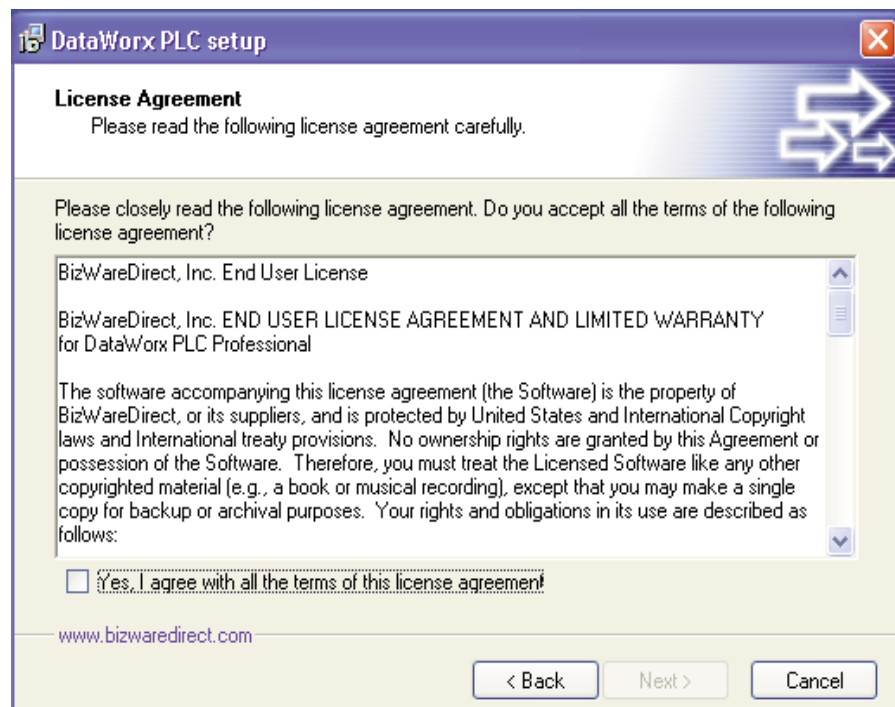 DataWorx PLC setup
License Agreement
Please read the following license agreement carefully.
Please closely read the following license agreement. Do you accept all the terms of the following
license agreement?
BizWareDirect, Inc. End User License
BizWareDirect, Inc. END USER LICENSE AGREEMENT AND LIMITED WARRANTY
for DataWorx PLC Professional
The software accompanying this license agreement (the Software) is the property of
BizWareDirect, or its suppliers, and is protected by United States and International Copyright
laws and International treaty provisions.  No ownership rights are granted by this Agreement or
possession of the Software.  Therefore, you must treat the Licensed Software like any other
copyrighted material (e.g., a book or musical recording), except that you may make a single
copy for backup or archival purposes.  Your rights and obligations in its use are described as
follows:
Yes, I agree with all the terms of this license agreement
www.bizwaredirect.com
< Back
Next >
Cancel